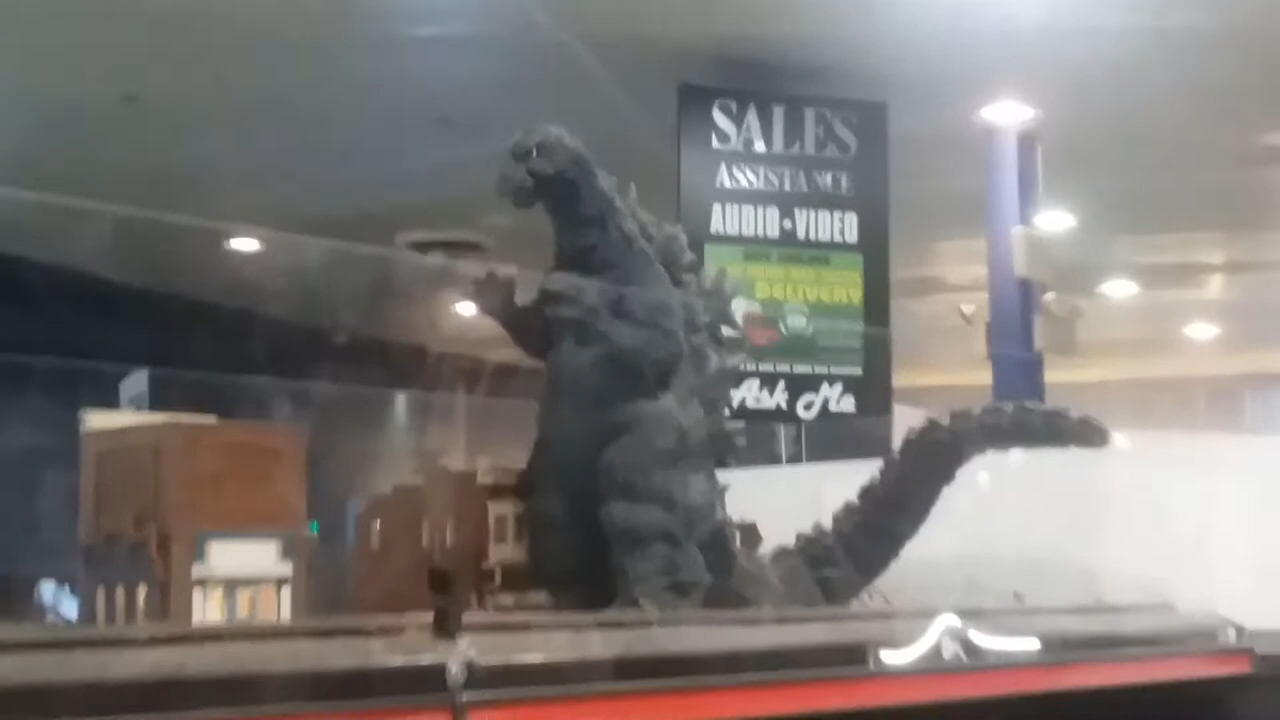 SALES
ASSISTANCE
AUDIO • VIDEO
DELIVERY
Ask Me